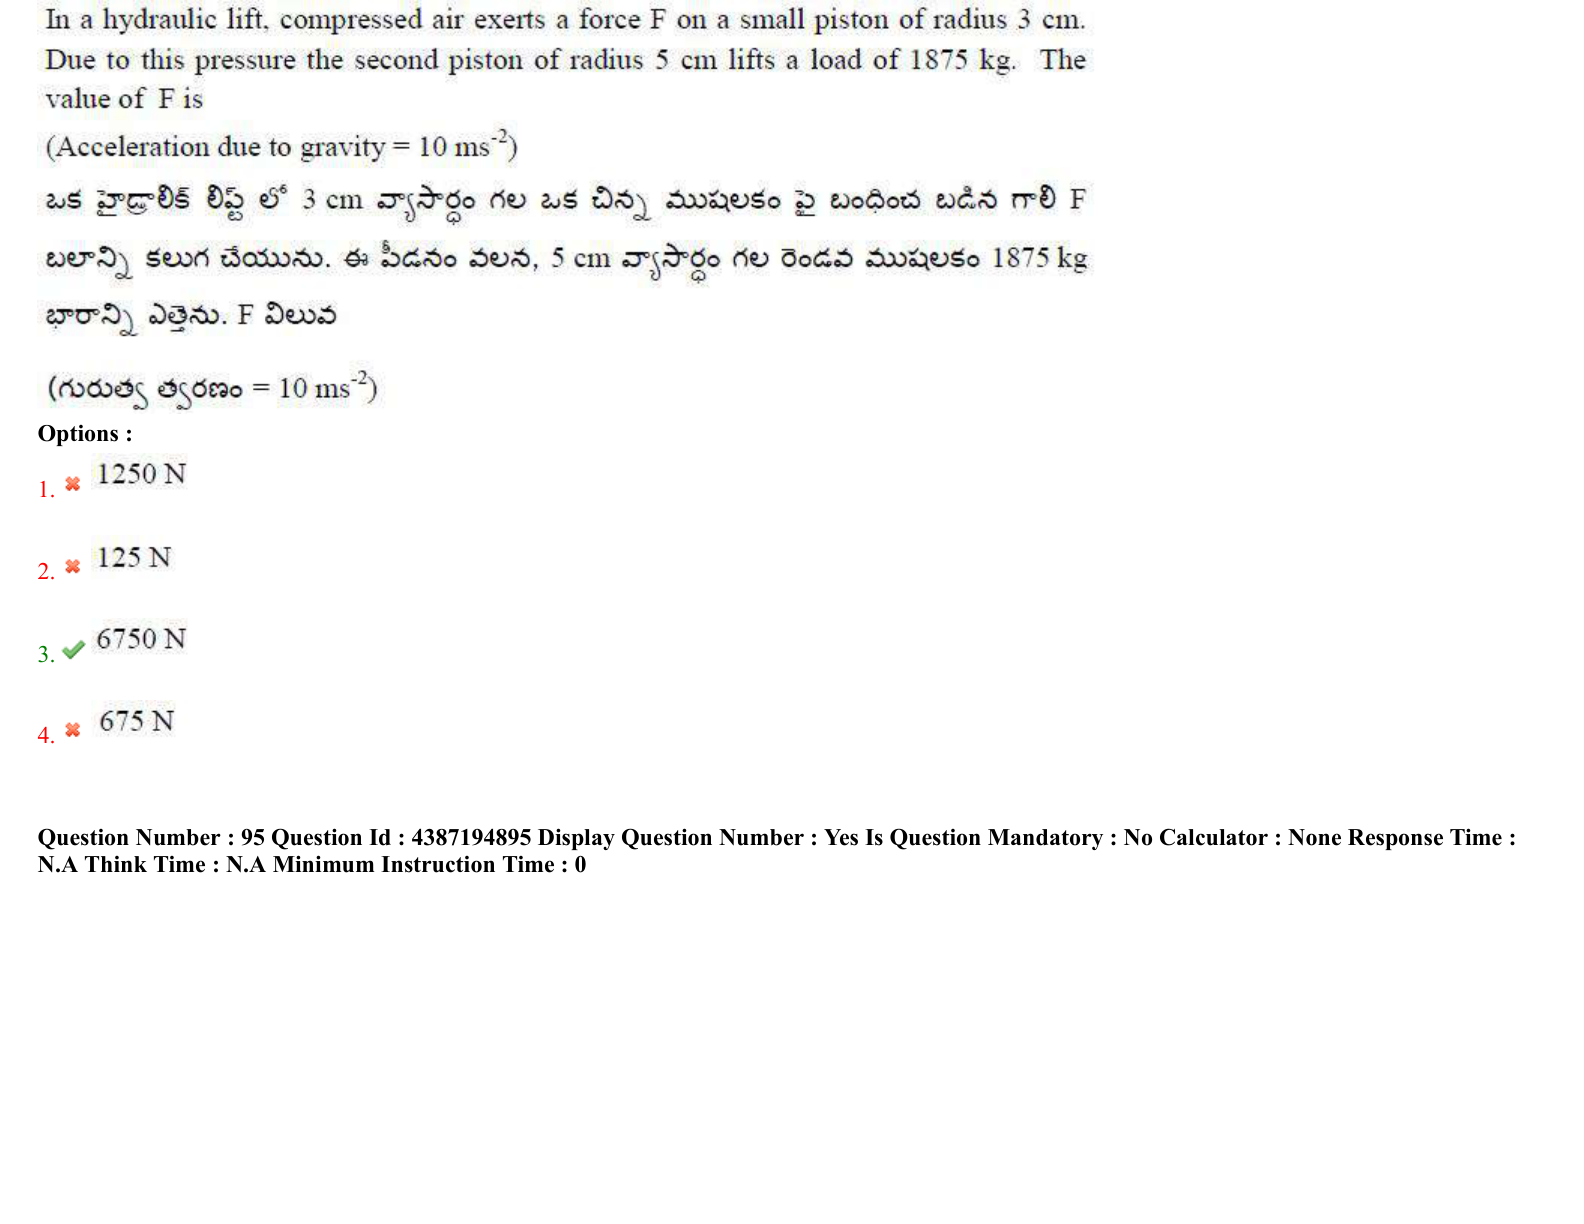 In a hydraulic lift, compressed air exerts a force F on a small piston of radius 3 cm.
Due to this pressure the second piston of radius 5 cm lifts a load of 1875 kg. The
value of F is
(Acceleration due to gravity = 10 ms⁻²)
ఒక హైడ్రాలిక్ లిఫ్ట్ లో 3 cm వ్యాసార్ధం గల ఒక చిన్న ముషలకం పై బంధించ బడిన గాలి F
బలాన్ని కలుగ చేయును. ఈ పీడనం వలన, 5 cm వ్యాసార్ధం గల రెండవ ముషలకం 1875 kg
భారాన్ని ఎత్తెను. F విలువ
(గురుత్వ త్వరణం = 10 ms⁻²)
Options :
1. 1250 N
2. 125 N
3. 6750 N
4. 675 N
Question Number : 95 Question Id : 4387194895 Display Question Number : Yes Is Question Mandatory : No Calculator : None Response Time :
N.A Think Time : N.A Minimum Instruction Time : 0